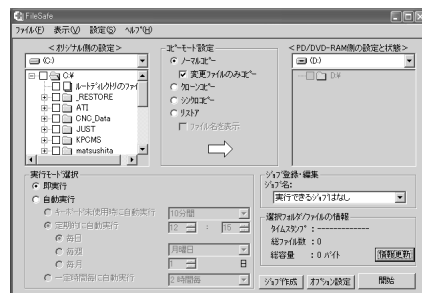 FileSafe
ファイル(F) 表示(V) 設定(S) ヘルプ(H)
<オリジナル側の設定>
(C:)
C:¥
ルートディレクトリのファイ
_RESTORE
ATI
CNC_Data
JUST
KPCMS
matsushita
コピーモード設定
ノーマルコピー
変更ファイルのみコピー
クローンコピー
シンクロコピー
リストア
ファイル名を表示
<PD/DVD-RAM側の設定と状態>
(D:)
D:¥
実行モード選択
即実行
自動実行
キーボード未使用時に自動実行 10分間
定期的に自動実行 12 : 15
毎日
毎週 月曜日
毎月 1 日
一定時間毎に自動実行 2 時間毎
ジョブ登録・編集
ジョブ名:
実行できるジョブはなし
選択フォルダ/ファイルの情報
タイムスタンプ : -------------
総ファイル数 : 0
総容量 : 0 バイト
情報更新
ジョブ作成 オプション設定 開始